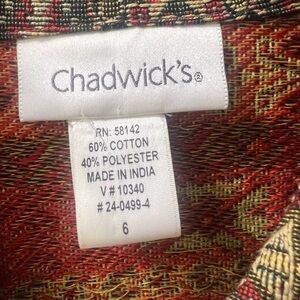 Chadwick's®
RN: 58142
60% COTTON
40% POLYESTER
MADE IN INDIA
V # 10340
# 24-0499-4
6